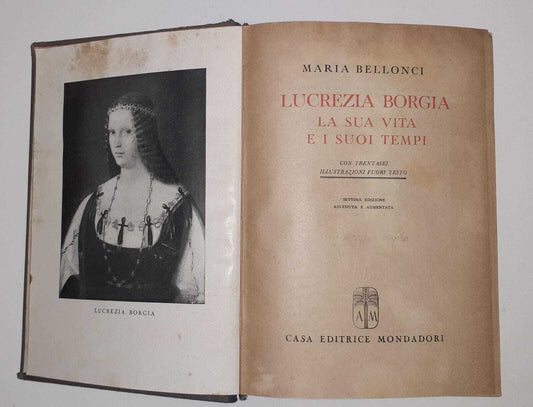 LUCREZIA BORGIA
MARIA BELLONCI
LUCREZIA BORGIA
LA SUA VITA
E I SUOI TEMPI
CON TRENTASEI
ILLUSTRAZIONI FUORI TESTO
SETTIMA EDIZIONE
RIVEDUTA E AUMENTATA
A M
CASA EDITRICE MONDADORI